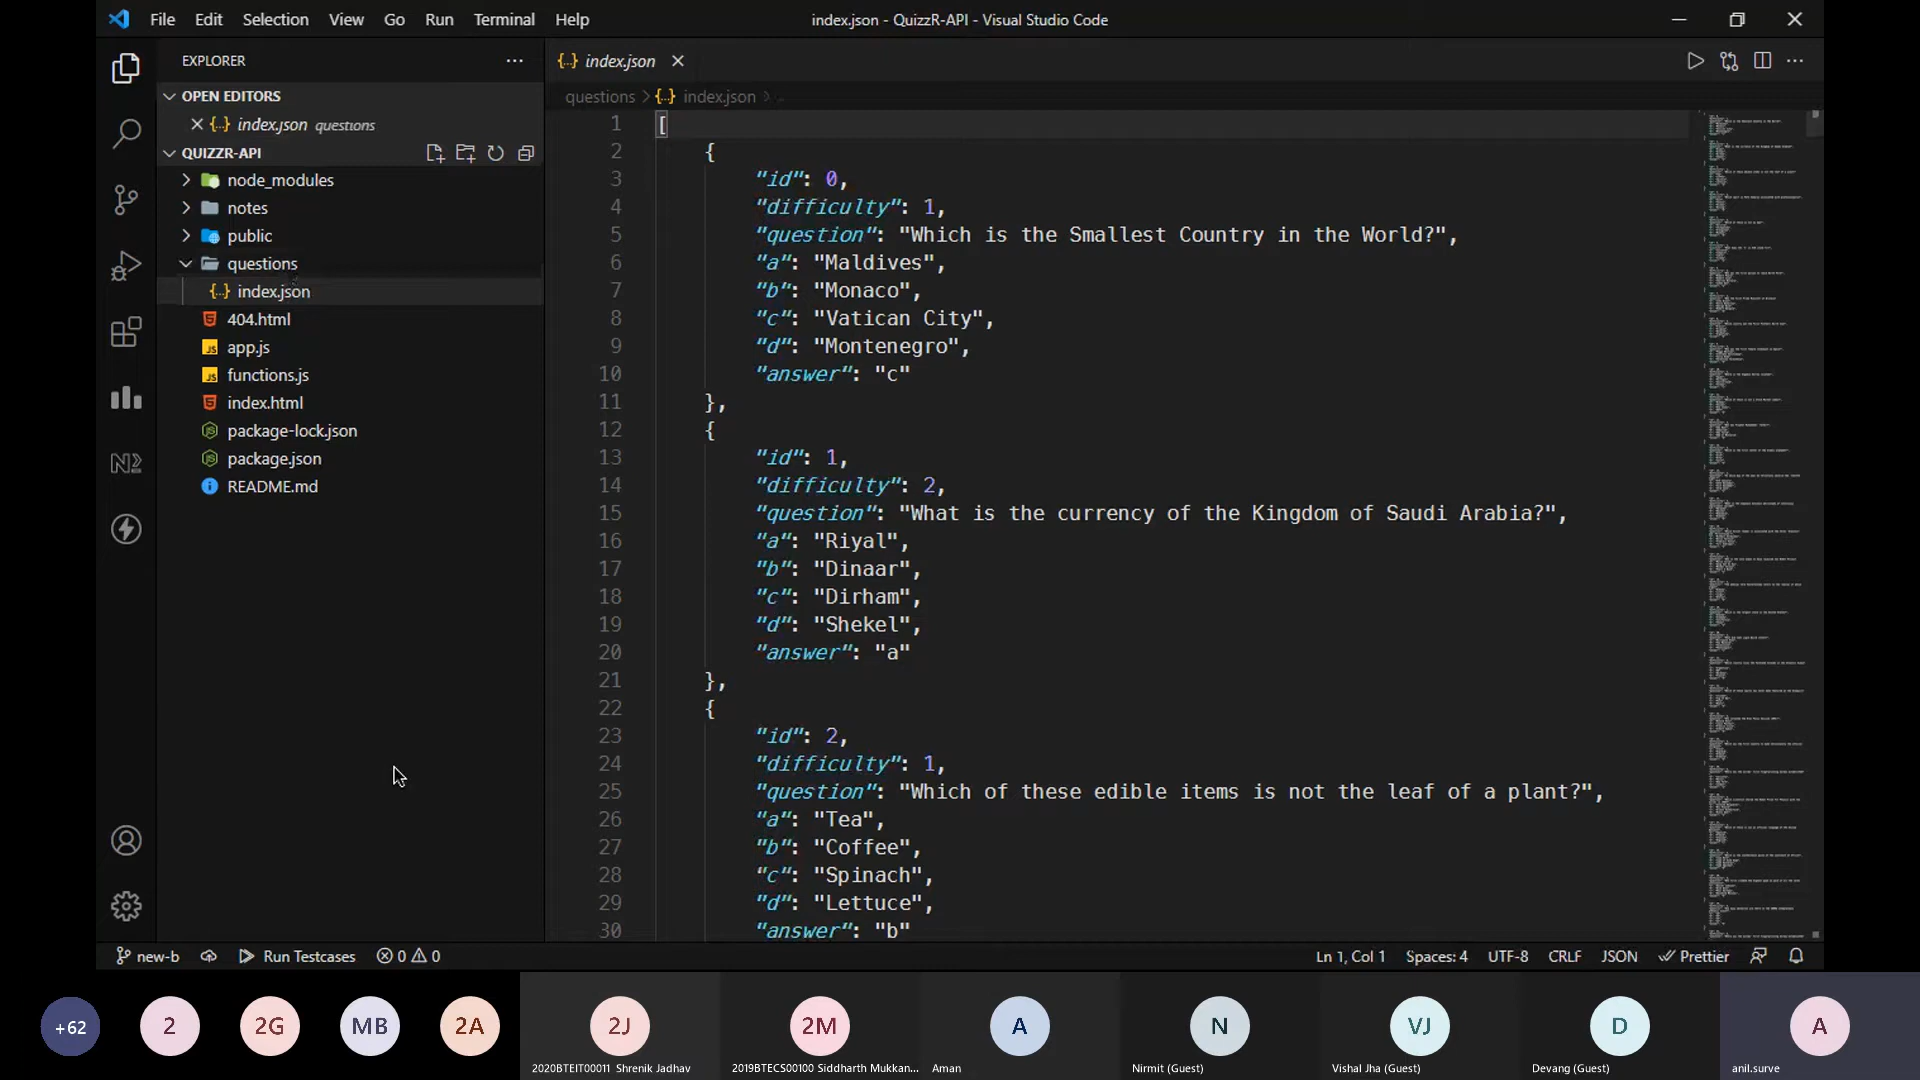 File Edit Selection View Go Run Terminal Help
index.json - QuizzR-API - Visual Studio Code
EXPLORER
OPEN EDITORS
index.json questions
QUIZZR-API
node_modules
notes
public
questions
index.json
404.html
app.js
functions.js
index.html
package-lock.json
package.json
README.md
index.json
questions > {..} index.json >
1 [
2 {
3 "id": 0,
4 "difficulty": 1,
5 "question": "Which is the Smallest Country in the World?",
6 "a": "Maldives",
7 "b": "Monaco",
8 "c": "Vatican City",
9 "d": "Montenegro",
10 "answer": "c"
11 },
12 {
13 "id": 1,
14 "difficulty": 2,
15 "question": "What is the currency of the Kingdom of Saudi Arabia?",
16 "a": "Riyal",
17 "b": "Dinaar",
18 "c": "Dirham",
19 "d": "Shekel",
20 "answer": "a"
21 },
22 {
23 "id": 2,
24 "difficulty": 1,
25 "question": "Which of these edible items is not the leaf of a plant?",
26 "a": "Tea",
27 "b": "Coffee",
28 "c": "Spinach",
29 "d": "Lettuce",
30 "answer": "b"
new-b Run Testcases 0 0 Ln 1, Col 1 Spaces: 4 UTF-8 CRLF JSON Prettier
+62 2 2G MB 2A 2J 2M A N VJ D A
2020BTEIT00011 Shrenik Jadhav 2019BTECS00100 Siddharth Mukkan... Aman Nirmit (Guest) Vishal Jha (Guest) Devang (Guest) anil.surve